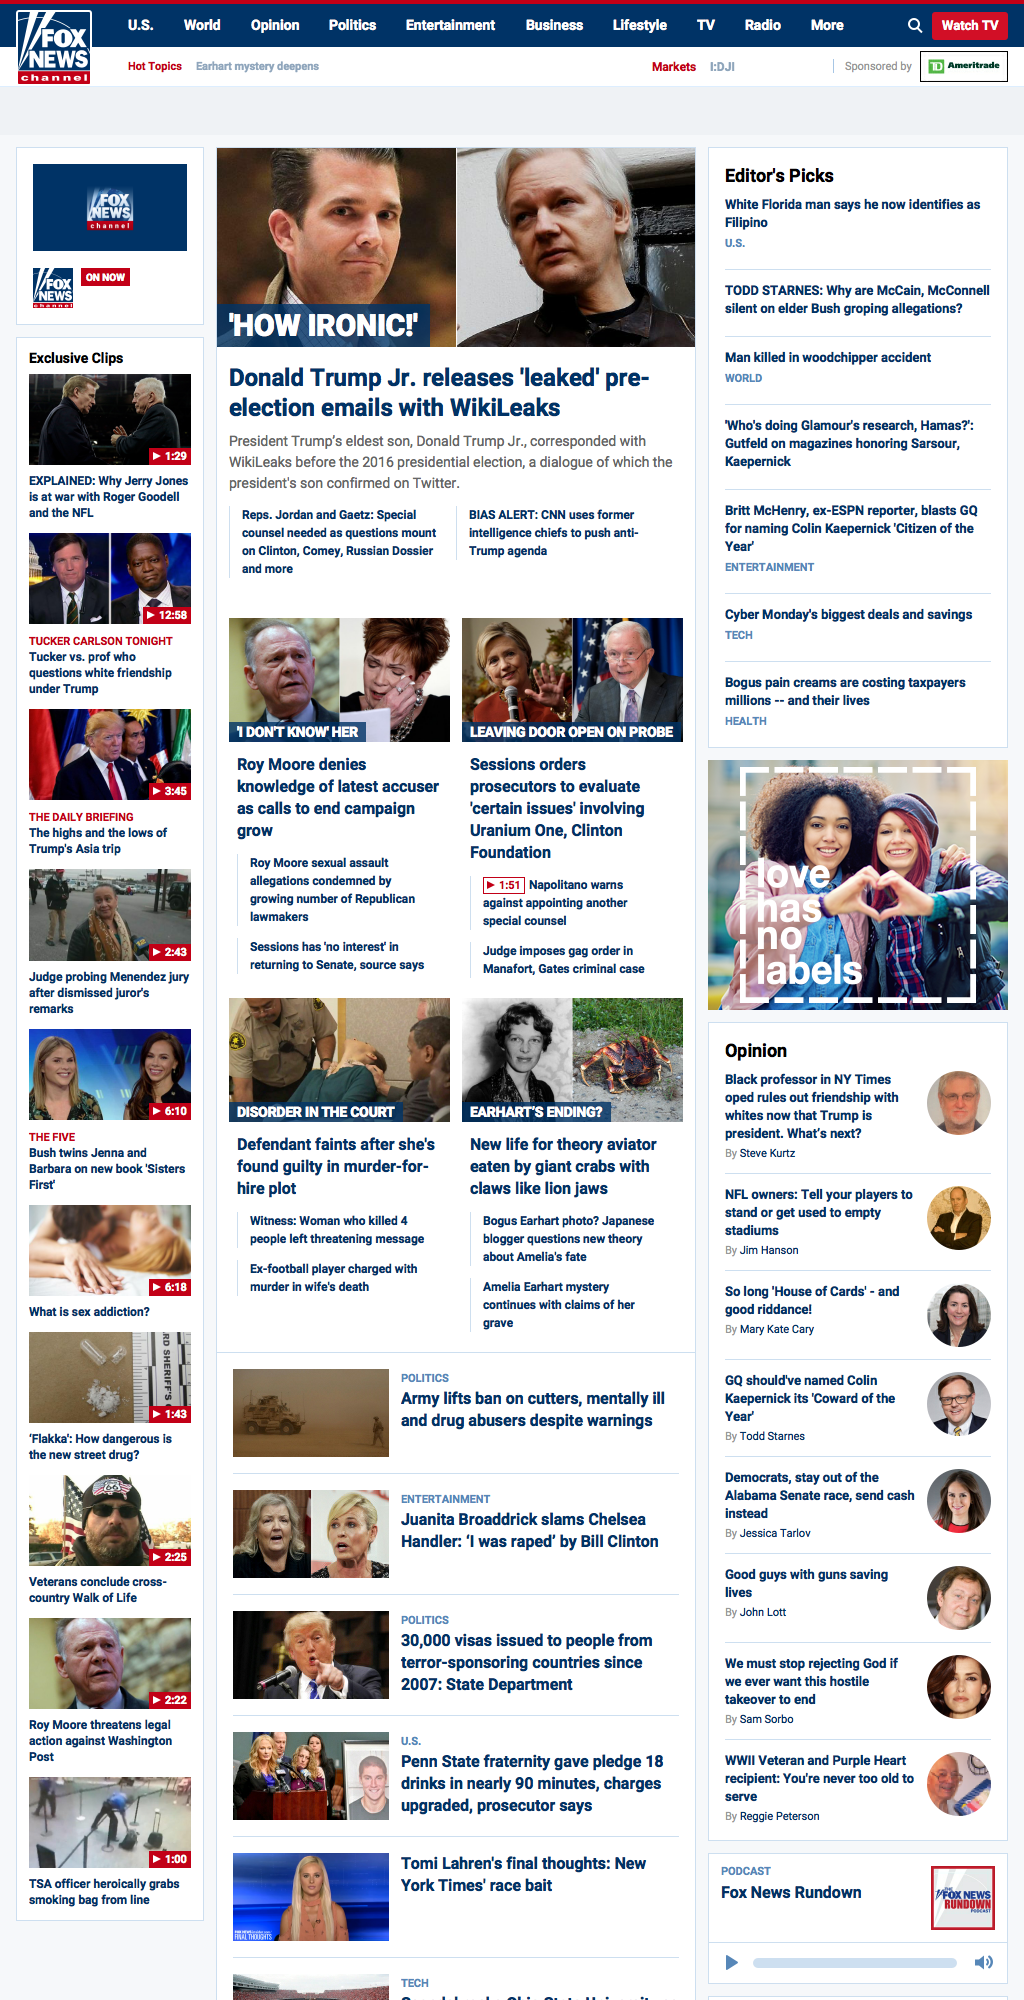 U.S. World Opinion Politics Entertainment Business Lifestyle TV Radio More Watch TV
FOX
NEWS
channel
Hot Topics Earhart mystery deepens Markets I:DJI Sponsored by TD Ameritrade
FOX
NEWS
channel
FOX
NEWS
channel
ON NOW
Exclusive Clips
1:29
EXPLAINED: Why Jerry Jones
is at war with Roger Goodell
and the NFL
12:58
TUCKER CARLSON TONIGHT
Tucker vs. prof who
questions white friendship
under Trump
3:45
THE DAILY BRIEFING
The highs and the lows of
Trump's Asia trip
2:43
Judge probing Menendez jury
after dismissed juror's
remarks
6:10
THE FIVE
Bush twins Jenna and
Barbara on new book 'Sisters
First'
6:18
What is sex addiction?
RD SHERIFF'S
1:43
'Flakka': How dangerous is
the new street drug?
66
2:25
Veterans conclude cross-
country Walk of Life
2:22
Roy Moore threatens legal
action against Washington
Post
1:00
TSA officer heroically grabs
smoking bag from line
'HOW IRONIC!'
Donald Trump Jr. releases 'leaked' pre-
election emails with WikiLeaks
President Trump's eldest son, Donald Trump Jr., corresponded with
WikiLeaks before the 2016 presidential election, a dialogue of which the
president's son confirmed on Twitter.
Reps. Jordan and Gaetz: Special
counsel needed as questions mount
on Clinton, Comey, Russian Dossier
and more
BIAS ALERT: CNN uses former
intelligence chiefs to push anti-
Trump agenda
'I DON'T KNOW' HER
Roy Moore denies
knowledge of latest accuser
as calls to end campaign
grow
Roy Moore sexual assault
allegations condemned by
growing number of Republican
lawmakers
Sessions has 'no interest' in
returning to Senate, source says
LEAVING DOOR OPEN ON PROBE
Sessions orders
prosecutors to evaluate
'certain issues' involving
Uranium One, Clinton
Foundation
1:51 Napolitano warns
against appointing another
special counsel
Judge imposes gag order in
Manafort, Gates criminal case
DISORDER IN THE COURT
Defendant faints after she's
found guilty in murder-for-
hire plot
Witness: Woman who killed 4
people left threatening message
Ex-football player charged with
murder in wife's death
EARHART'S ENDING?
New life for theory aviator
eaten by giant crabs with
claws like lion jaws
Bogus Earhart photo? Japanese
blogger questions new theory
about Amelia's fate
Amelia Earhart mystery
continues with claims of her
grave
POLITICS
Army lifts ban on cutters, mentally ill
and drug abusers despite warnings
ENTERTAINMENT
Juanita Broaddrick slams Chelsea
Handler: ‘I was raped’ by Bill Clinton
POLITICS
30,000 visas issued to people from
terror-sponsoring countries since
2007: State Department
U.S.
Penn State fraternity gave pledge 18
drinks in nearly 90 minutes, charges
upgraded, prosecutor says
FINAL THOUGHTS
Tomi Lahren's final thoughts: New
York Times' race bait
TECH
Editor's Picks
White Florida man says he now identifies as
Filipino
U.S.
TODD STARNES: Why are McCain, McConnell
silent on elder Bush groping allegations?
Man killed in woodchipper accident
WORLD
'Who's doing Glamour's research, Hamas?':
Gutfeld on magazines honoring Sarsour,
Kaepernick
Britt McHenry, ex-ESPN reporter, blasts GQ
for naming Colin Kaepernick 'Citizen of the
Year'
ENTERTAINMENT
Cyber Monday's biggest deals and savings
TECH
Bogus pain creams are costing taxpayers
millions -- and their lives
HEALTH
love
has
no
labels
Opinion
Black professor in NY Times
oped rules out friendship with
whites now that Trump is
president. What's next?
By Steve Kurtz
NFL owners: Tell your players to
stand or get used to empty
stadiums
By Jim Hanson
So long 'House of Cards' - and
good riddance!
By Mary Kate Cary
GQ should've named Colin
Kaepernick its 'Coward of the
Year'
By Todd Starnes
Democrats, stay out of the
Alabama Senate race, send cash
instead
By Jessica Tarlov
Good guys with guns saving
lives
By John Lott
We must stop rejecting God if
we ever want this hostile
takeover to end
By Sam Sorbo
WWII Veteran and Purple Heart
recipient: You're never too old to
serve
By Reggie Peterson
PODCAST
Fox News Rundown
THE
FOX NEWS
RUNDOWN
PODCAST